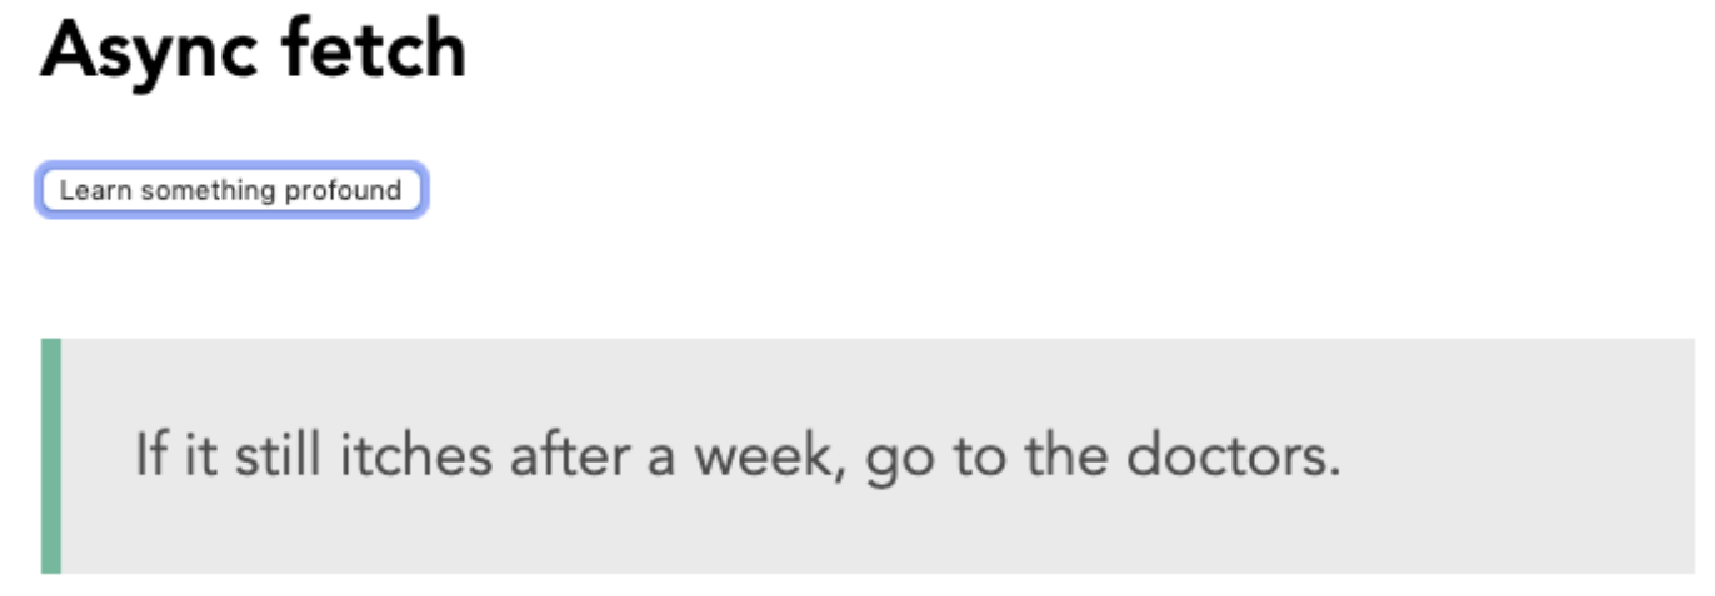 Async fetch
Learn something profound
If it still itches after a week, go to the doctors.